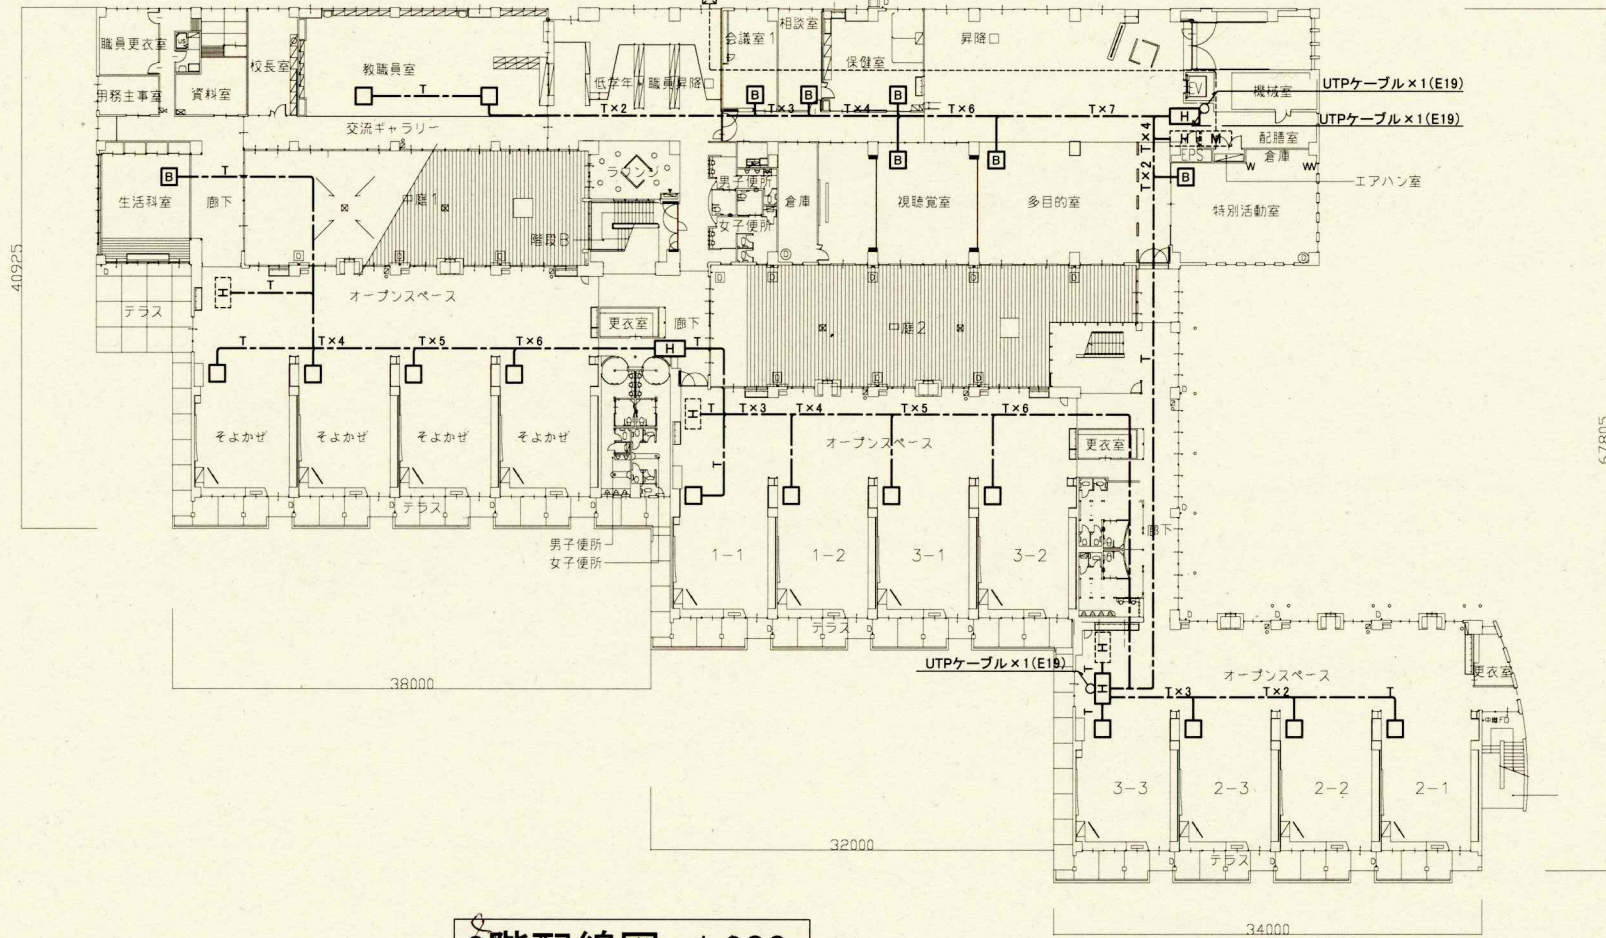 職員更衣室
校長室
教職員室
会議室1
相談室
保健室
昇降口
用務主事室
資料室
低学年・職員昇降口
交流ギャラリー
T
T×2
B
B
B
T×3
T×4
T×6
T×7
EV
機械室
UTPケーブル×1(E19)
UTPケーブル×1(E19)
H
H
M
EPS
配膳室
倉庫
W
W
エアハン室
T×4
T×2
B
特別活動室
B
生活科室
T
廊下
中庭1
ラウンジ
階段B
男子便所
女子便所
倉庫
B
視聴覚室
B
多目的室
40925
テラス
H
T
オープンスペース
更衣室
廊下
中庭2
T
T×4
T×5
T×6
H
T
T
そよかぜ
そよかぜ
そよかぜ
そよかぜ
テラス
男子便所
女子便所
H
T
T×3
T×4
T×5
T×6
T
オープンスペース
更衣室
廊下
1-1
1-2
3-1
3-2
テラス
67805
38000
UTPケーブル×1(E19)
H
T
H
T
T×3
T×2
T
オープンスペース
更衣室
中継FD
3-3
2-3
2-2
2-1
テラス
32000
34000